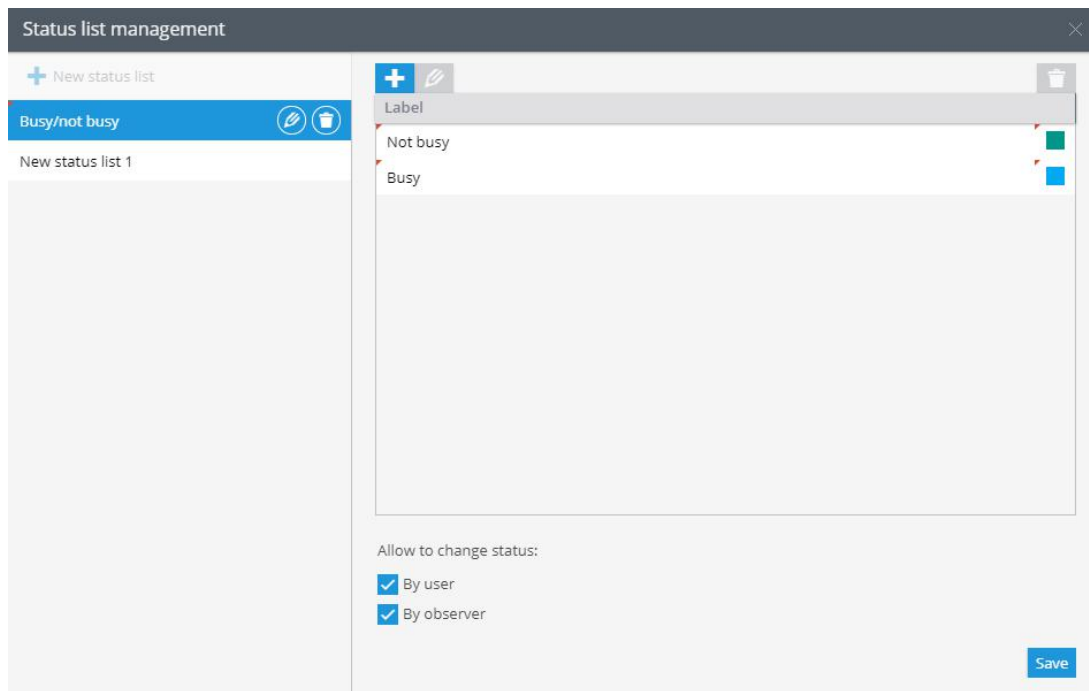 Status list management
New status list
Busy/not busy
New status list 1
Label
Not busy
Busy
Allow to change status:
By user
By observer
Save